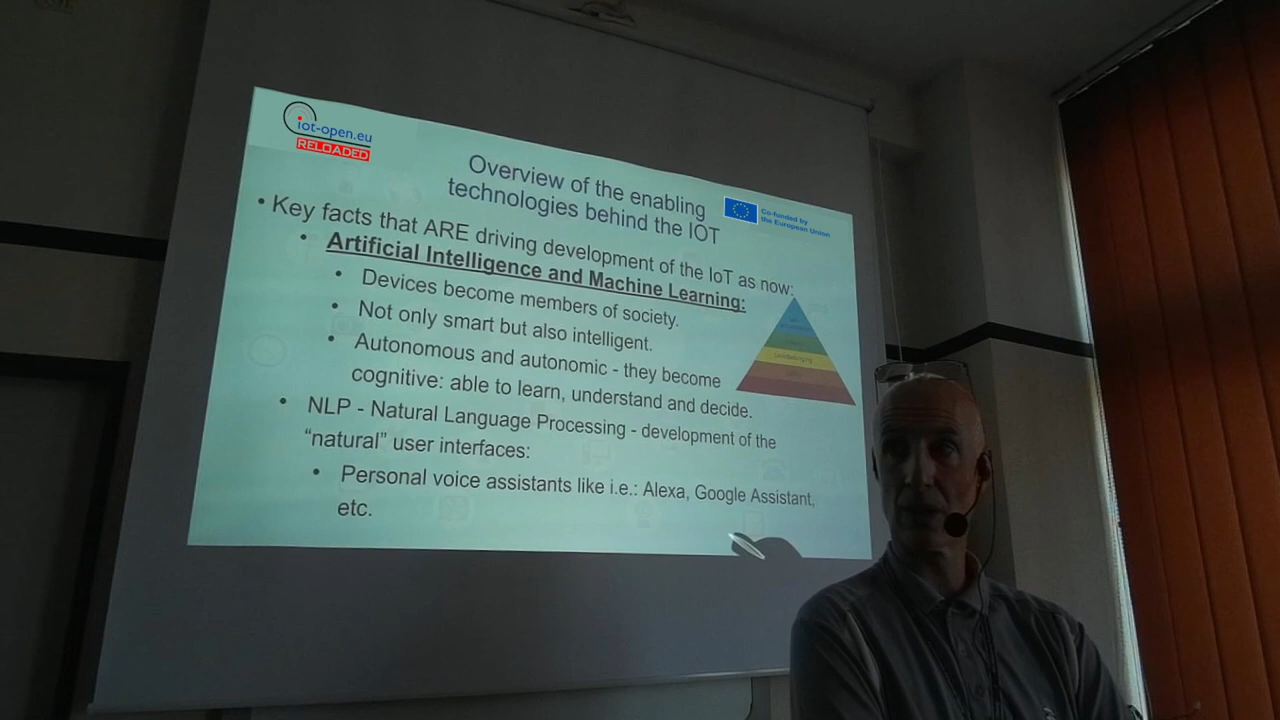 iot-open.eu
RELOADED
Overview of the enabling
technologies behind the IOT
Co-funded by
the European Union
• Key facts that ARE driving development of the IoT as now:
• Artificial Intelligence and Machine Learning:
• Devices become members of society.
• Not only smart but also intelligent.
• Autonomous and autonomic - they become
cognitive: able to learn, understand and decide.
• NLP - Natural Language Processing - development of the
“natural” user interfaces:
• Personal voice assistants like i.e.: Alexa, Google Assistant,
etc.